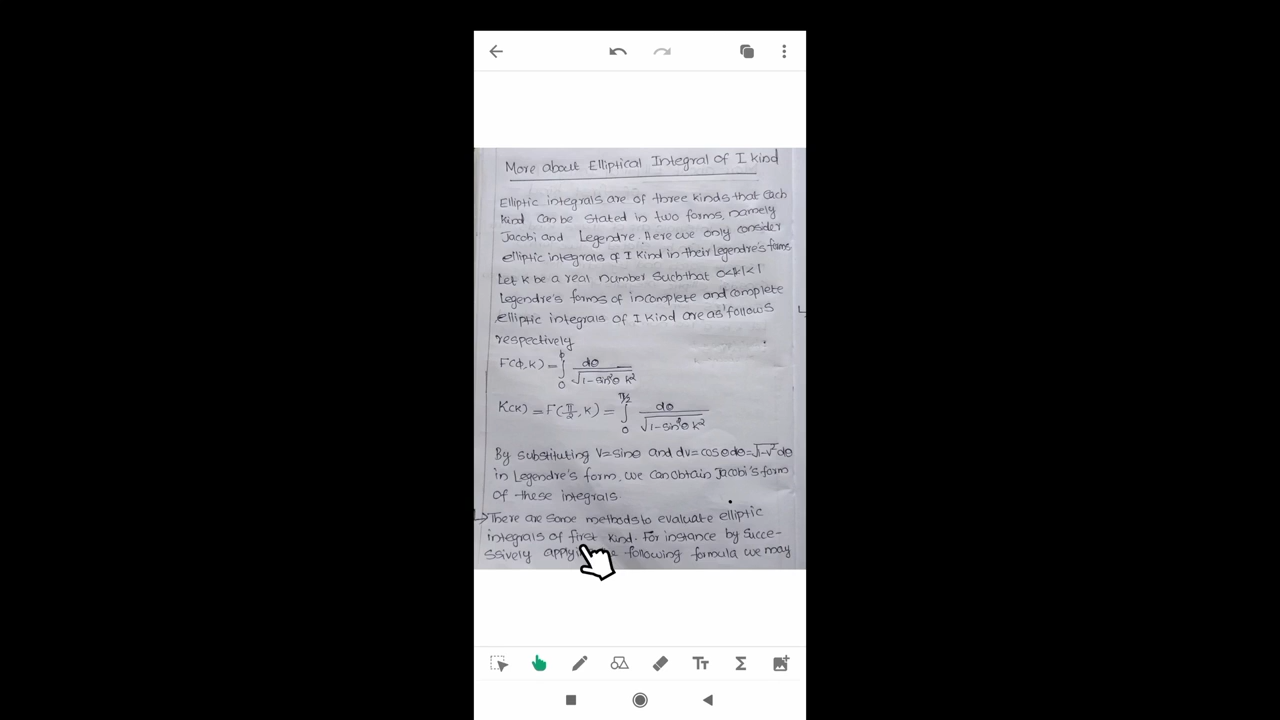 More about Elliptical Integral of I kind
Elliptic integrals are of three kinds that each
kind can be stated in two forms, namely
Jacobi and Legendre. Here we only consider
elliptic integrals of I kind in their Legendre's forms
Let K be a real number such that 0<|k|<1
Legendre's forms of incomplete and complete
elliptic integrals of I kind are as follows
respectively
F(φ,k) = ∫₀^φ dθ / √(1-sin²θ k²)
K(k) = F(π/2, k) = ∫₀^(π/2) dθ / √(1-sin²θ k²)
By substituting V=sinθ and dv=cosθdθ=√(1-v²)dθ
in Legendre's form, we can obtain Jacobi's form
of these integrals.
There are some methods to evaluate elliptic
integrals of first kind. For instance by succe-
ssively following formula we may